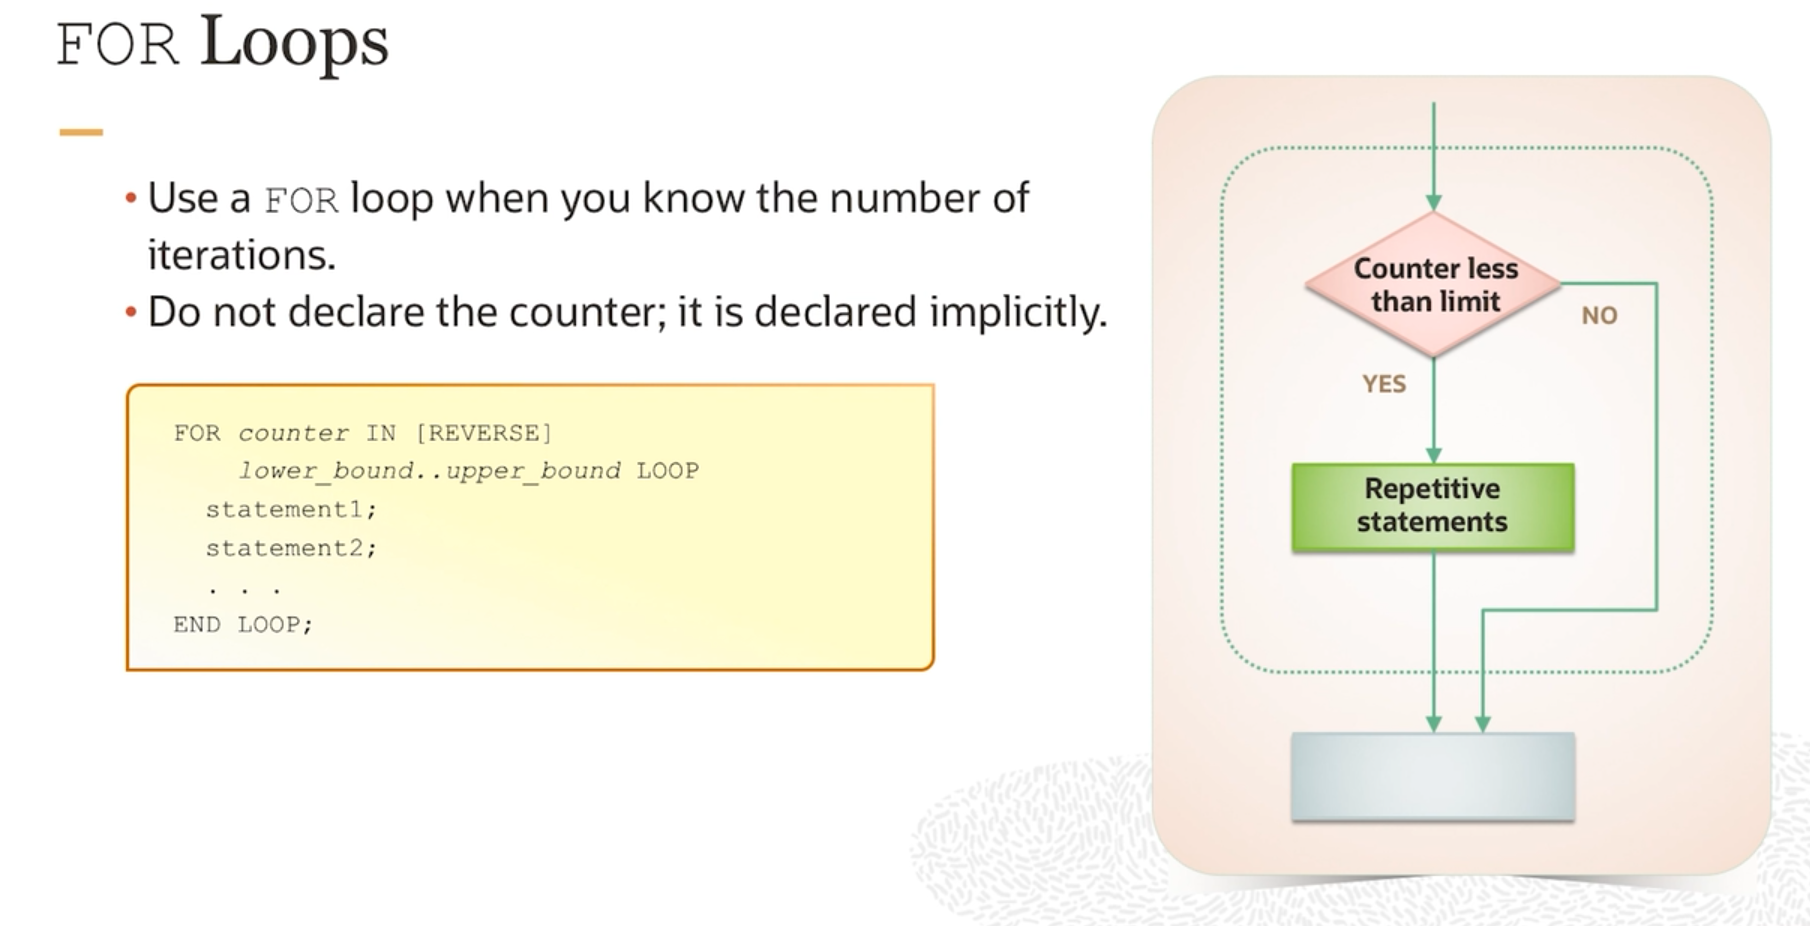 FOR Loops
• Use a FOR loop when you know the number of
iterations.
• Do not declare the counter; it is declared implicitly.
FOR counter IN [REVERSE]
lower_bound..upper_bound LOOP
statement1;
statement2;
. . .
END LOOP;
Counter less
than limit
NO
YES
Repetitive
statements